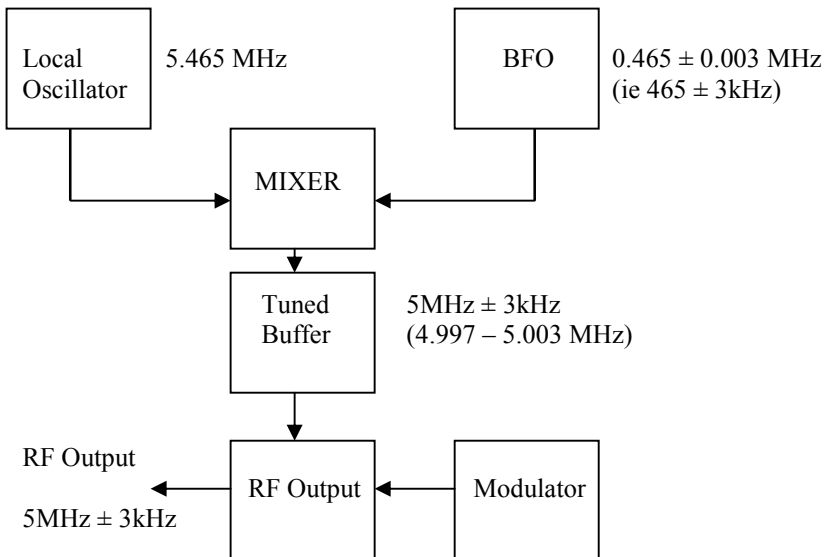 Local
Oscillator
5.465 MHz
BFO
0.465 ± 0.003 MHz
(ie 465 ± 3kHz)
MIXER
Tuned
Buffer
5MHz ± 3kHz
(4.997 – 5.003 MHz)
RF Output
5MHz ± 3kHz
RF Output
Modulator